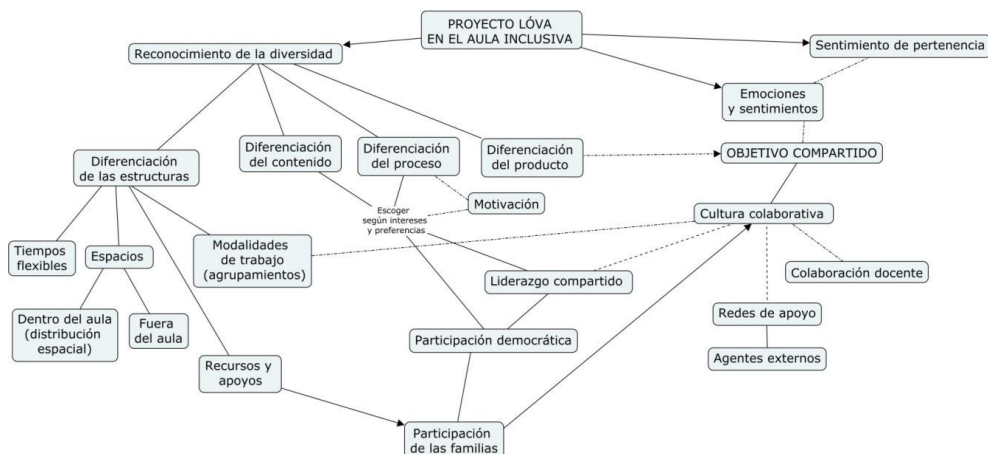 PROYECTO LÓVA
EN EL AULA INCLUSIVA
Reconocimiento de la diversidad
Sentimiento de pertenencia
Emociones
y sentimientos
Diferenciación
de las estructuras
Diferenciación
del contenido
Diferenciación
del proceso
Diferenciación
del producto
OBJETIVO COMPARTIDO
Escoger
según intereses
y preferencias
Motivación
Cultura colaborativa
Tiempos
flexibles
Espacios
Modalidades
de trabajo
(agrupamientos)
Liderazgo compartido
Colaboración docente
Dentro del aula
(distribución
espacial)
Fuera
del aula
Redes de apoyo
Participación democrática
Recursos y
apoyos
Agentes externos
Participación
de las familias